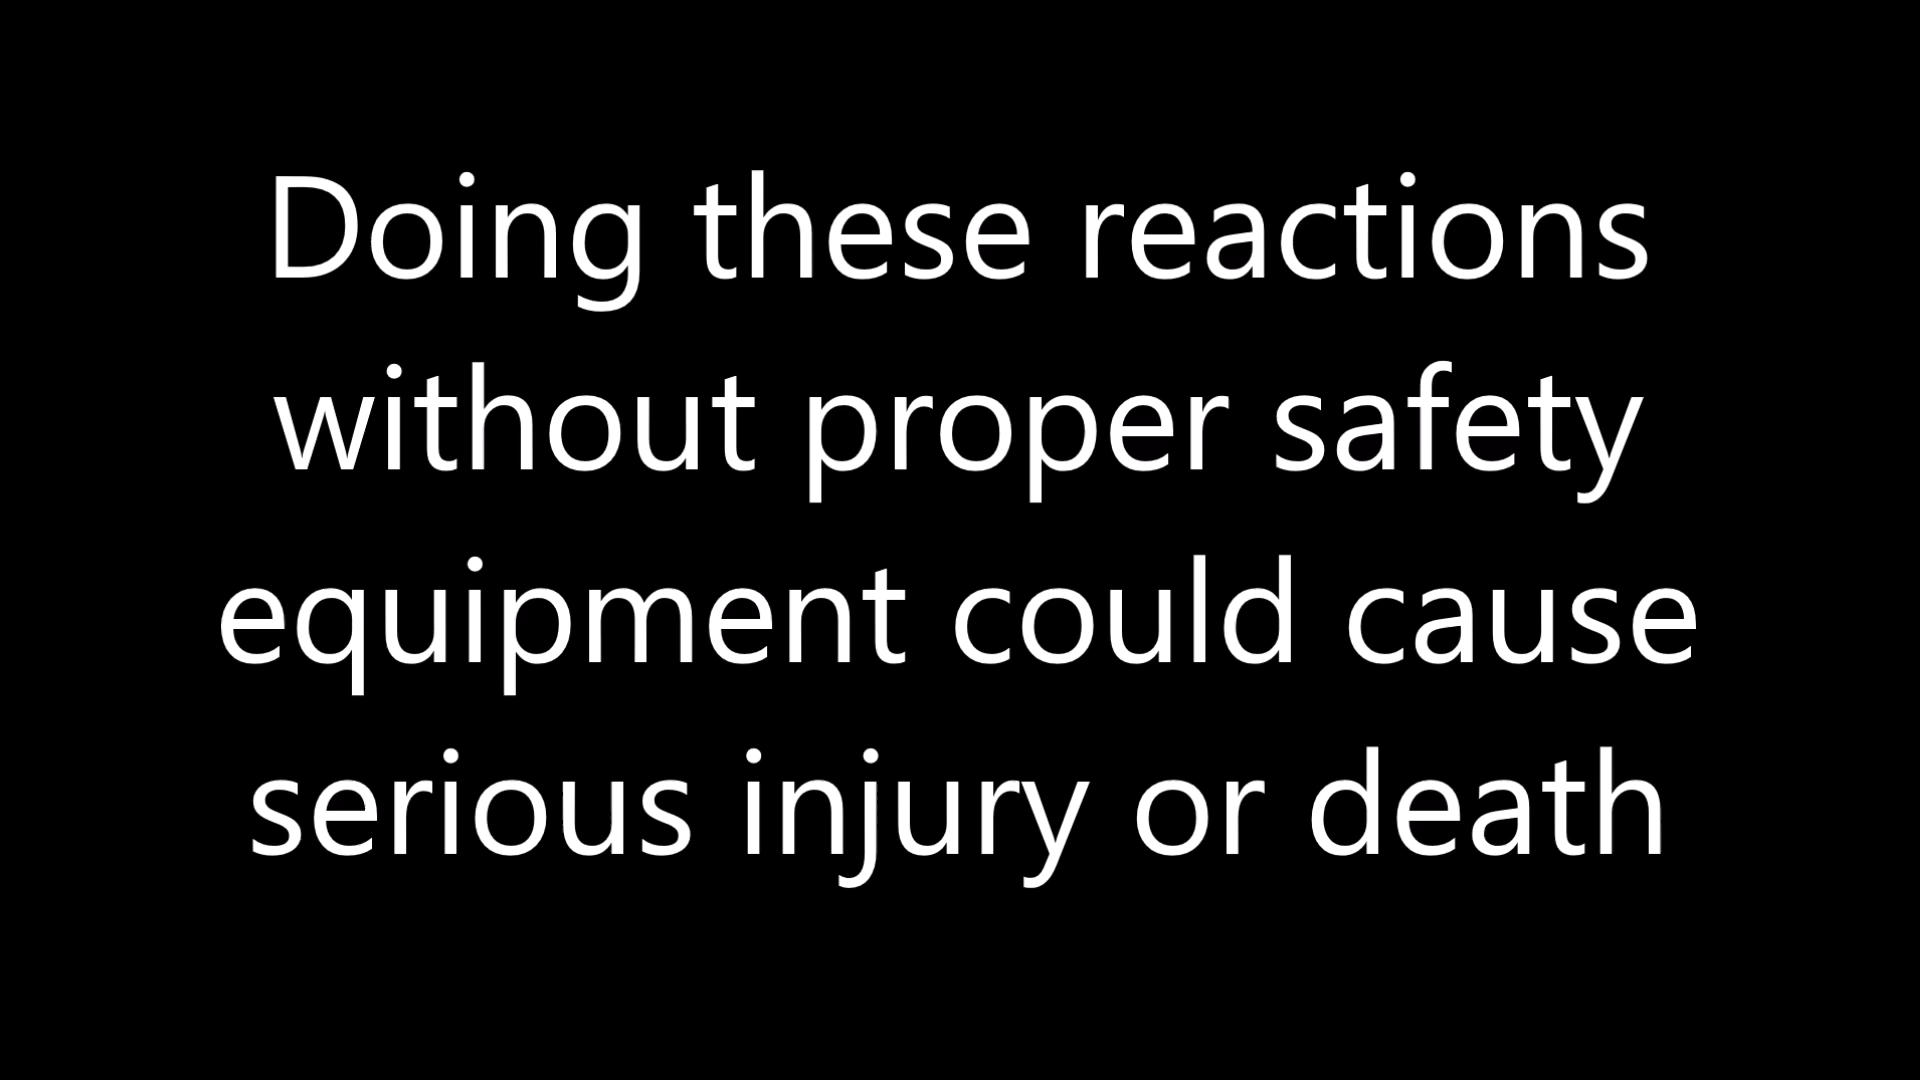 Doing these reactions
without proper safety
equipment could cause
serious injury or death